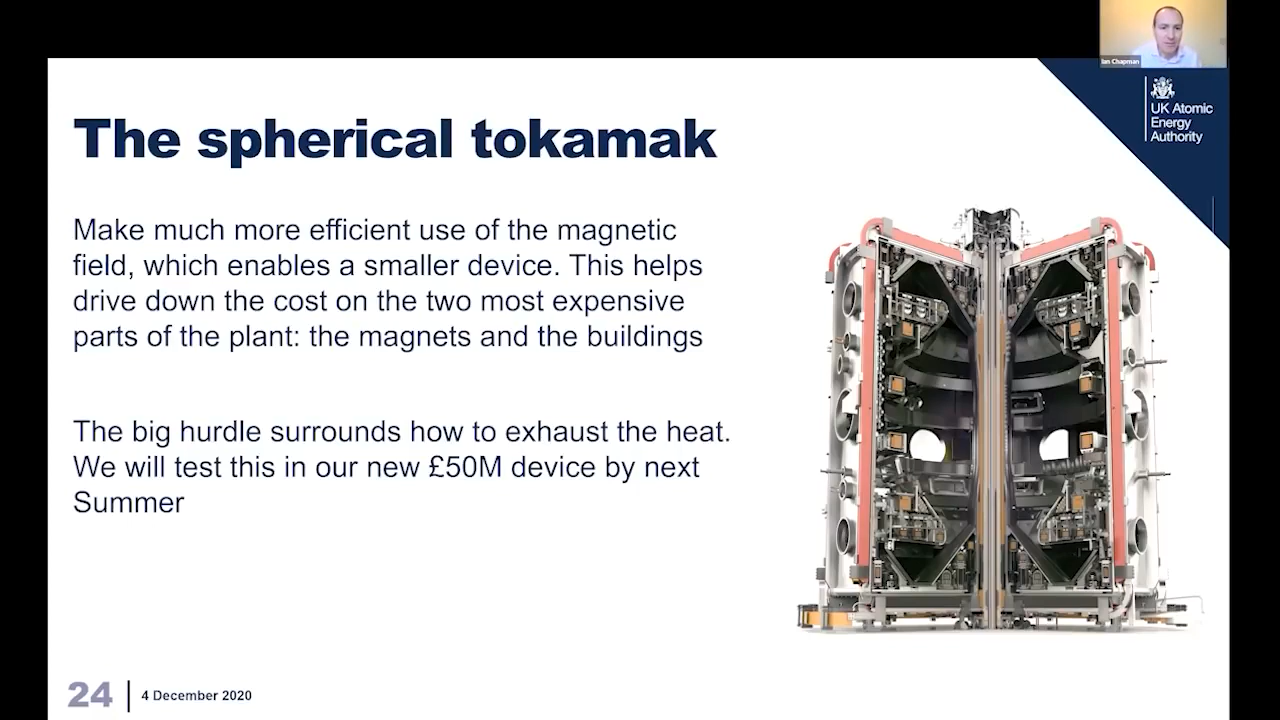 Ian Chapman
UK Atomic
Energy
Authority
The spherical tokamak
Make much more efficient use of the magnetic
field, which enables a smaller device. This helps
drive down the cost on the two most expensive
parts of the plant: the magnets and the buildings
The big hurdle surrounds how to exhaust the heat.
We will test this in our new £50M device by next
Summer
24
4 December 2020